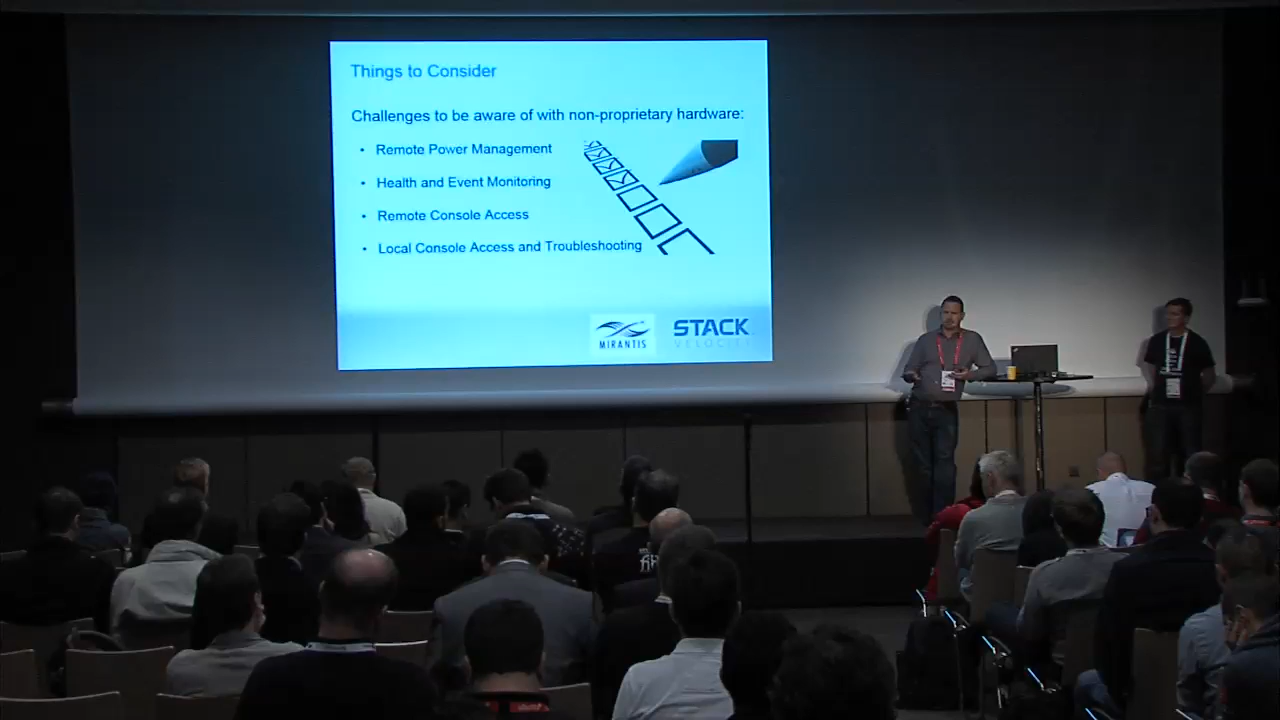 Things to Consider
Challenges to be aware of with non-proprietary hardware:
• Remote Power Management
• Health and Event Monitoring
• Remote Console Access
• Local Console Access and Troubleshooting
MIRANTIS
STACK
VELOCITY